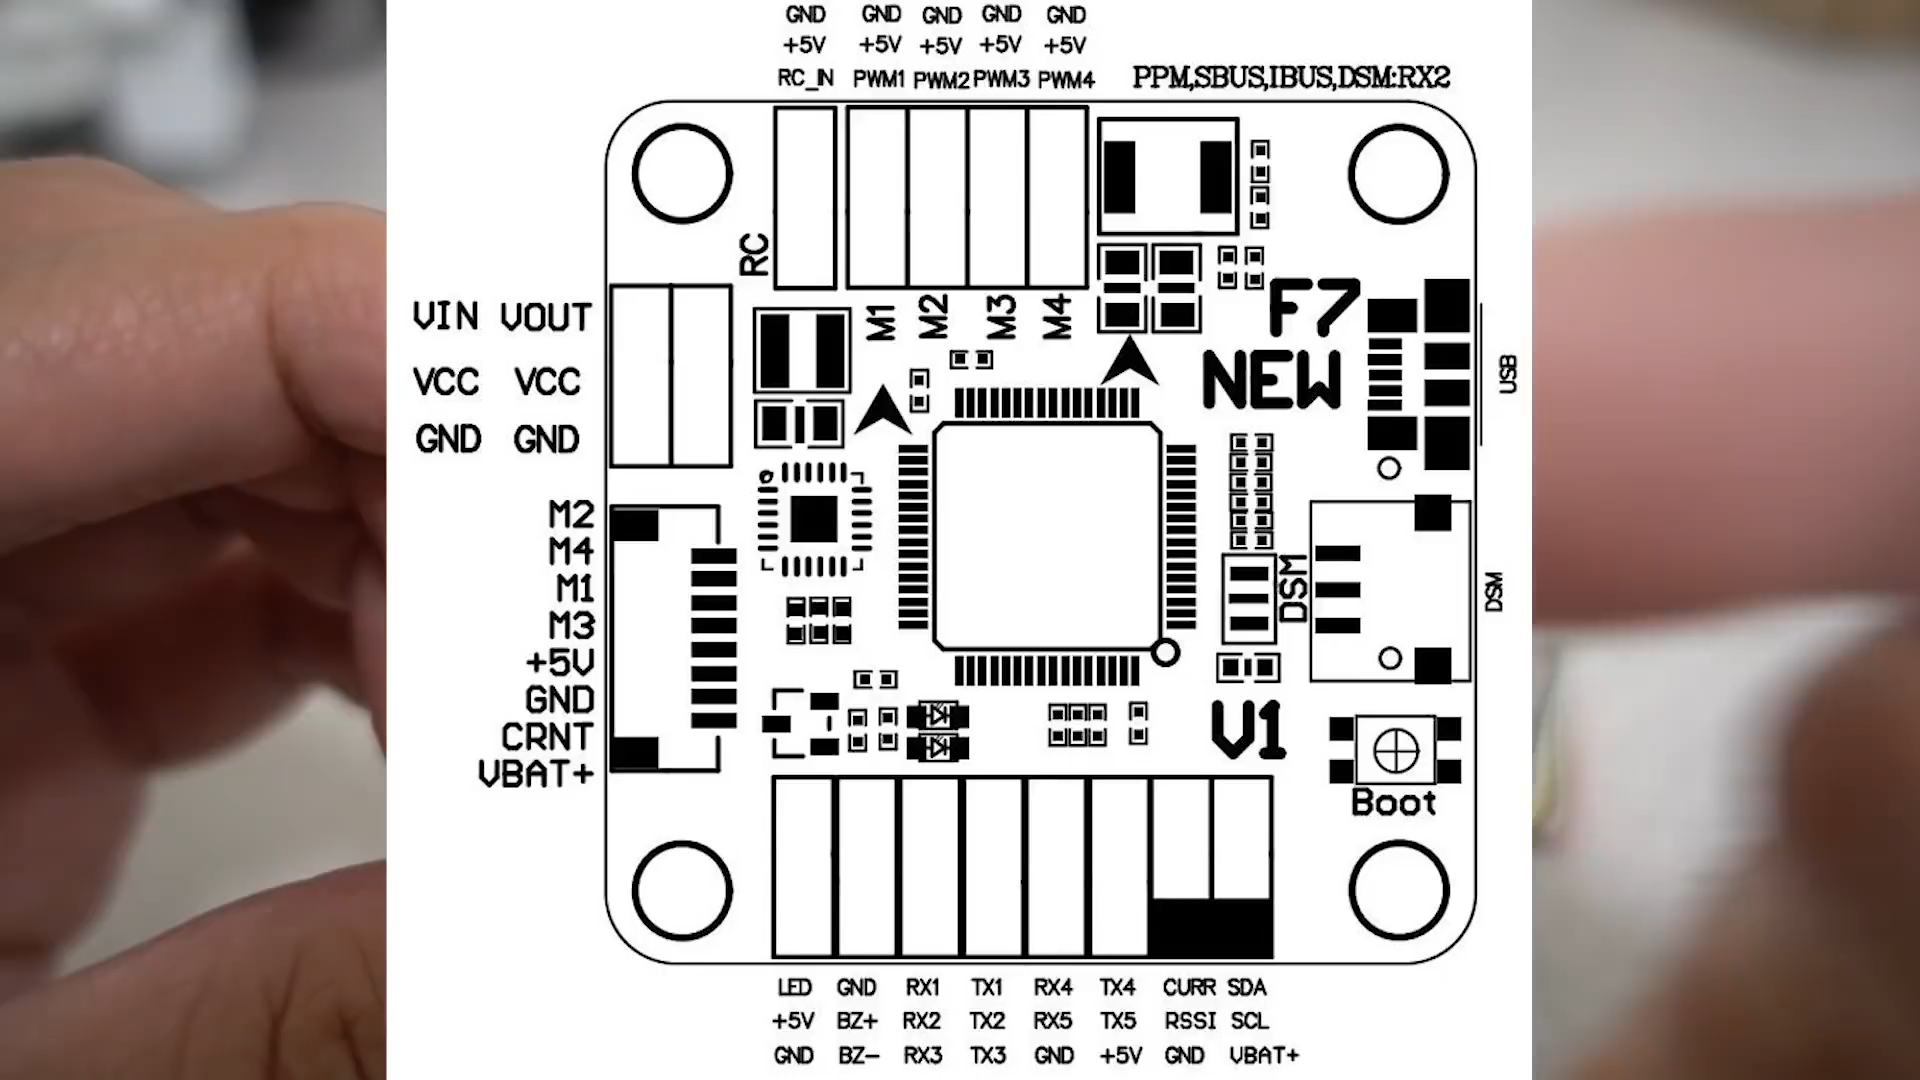 GND GND GND GND GND
+5V +5V +5V +5V +5V
RC_IN PWM1 PWM2 PWM3 PWM4 PPM,SBUS,IBUS,DSM:RX2
RC
M1 M2 M3 M4
F7
NEW
USB
VIN VOUT
VCC VCC
GND GND
M2
M4
M1
M3
+5V
GND
CRNT
VBAT+
DSM
DSM
V1
Boot
LED GND RX1 TX1 RX4 TX4 CURR SDA
+5V BZ+ RX2 TX2 RX5 TX5 RSSI SCL
GND BZ- RX3 TX3 GND +5V GND VBAT+